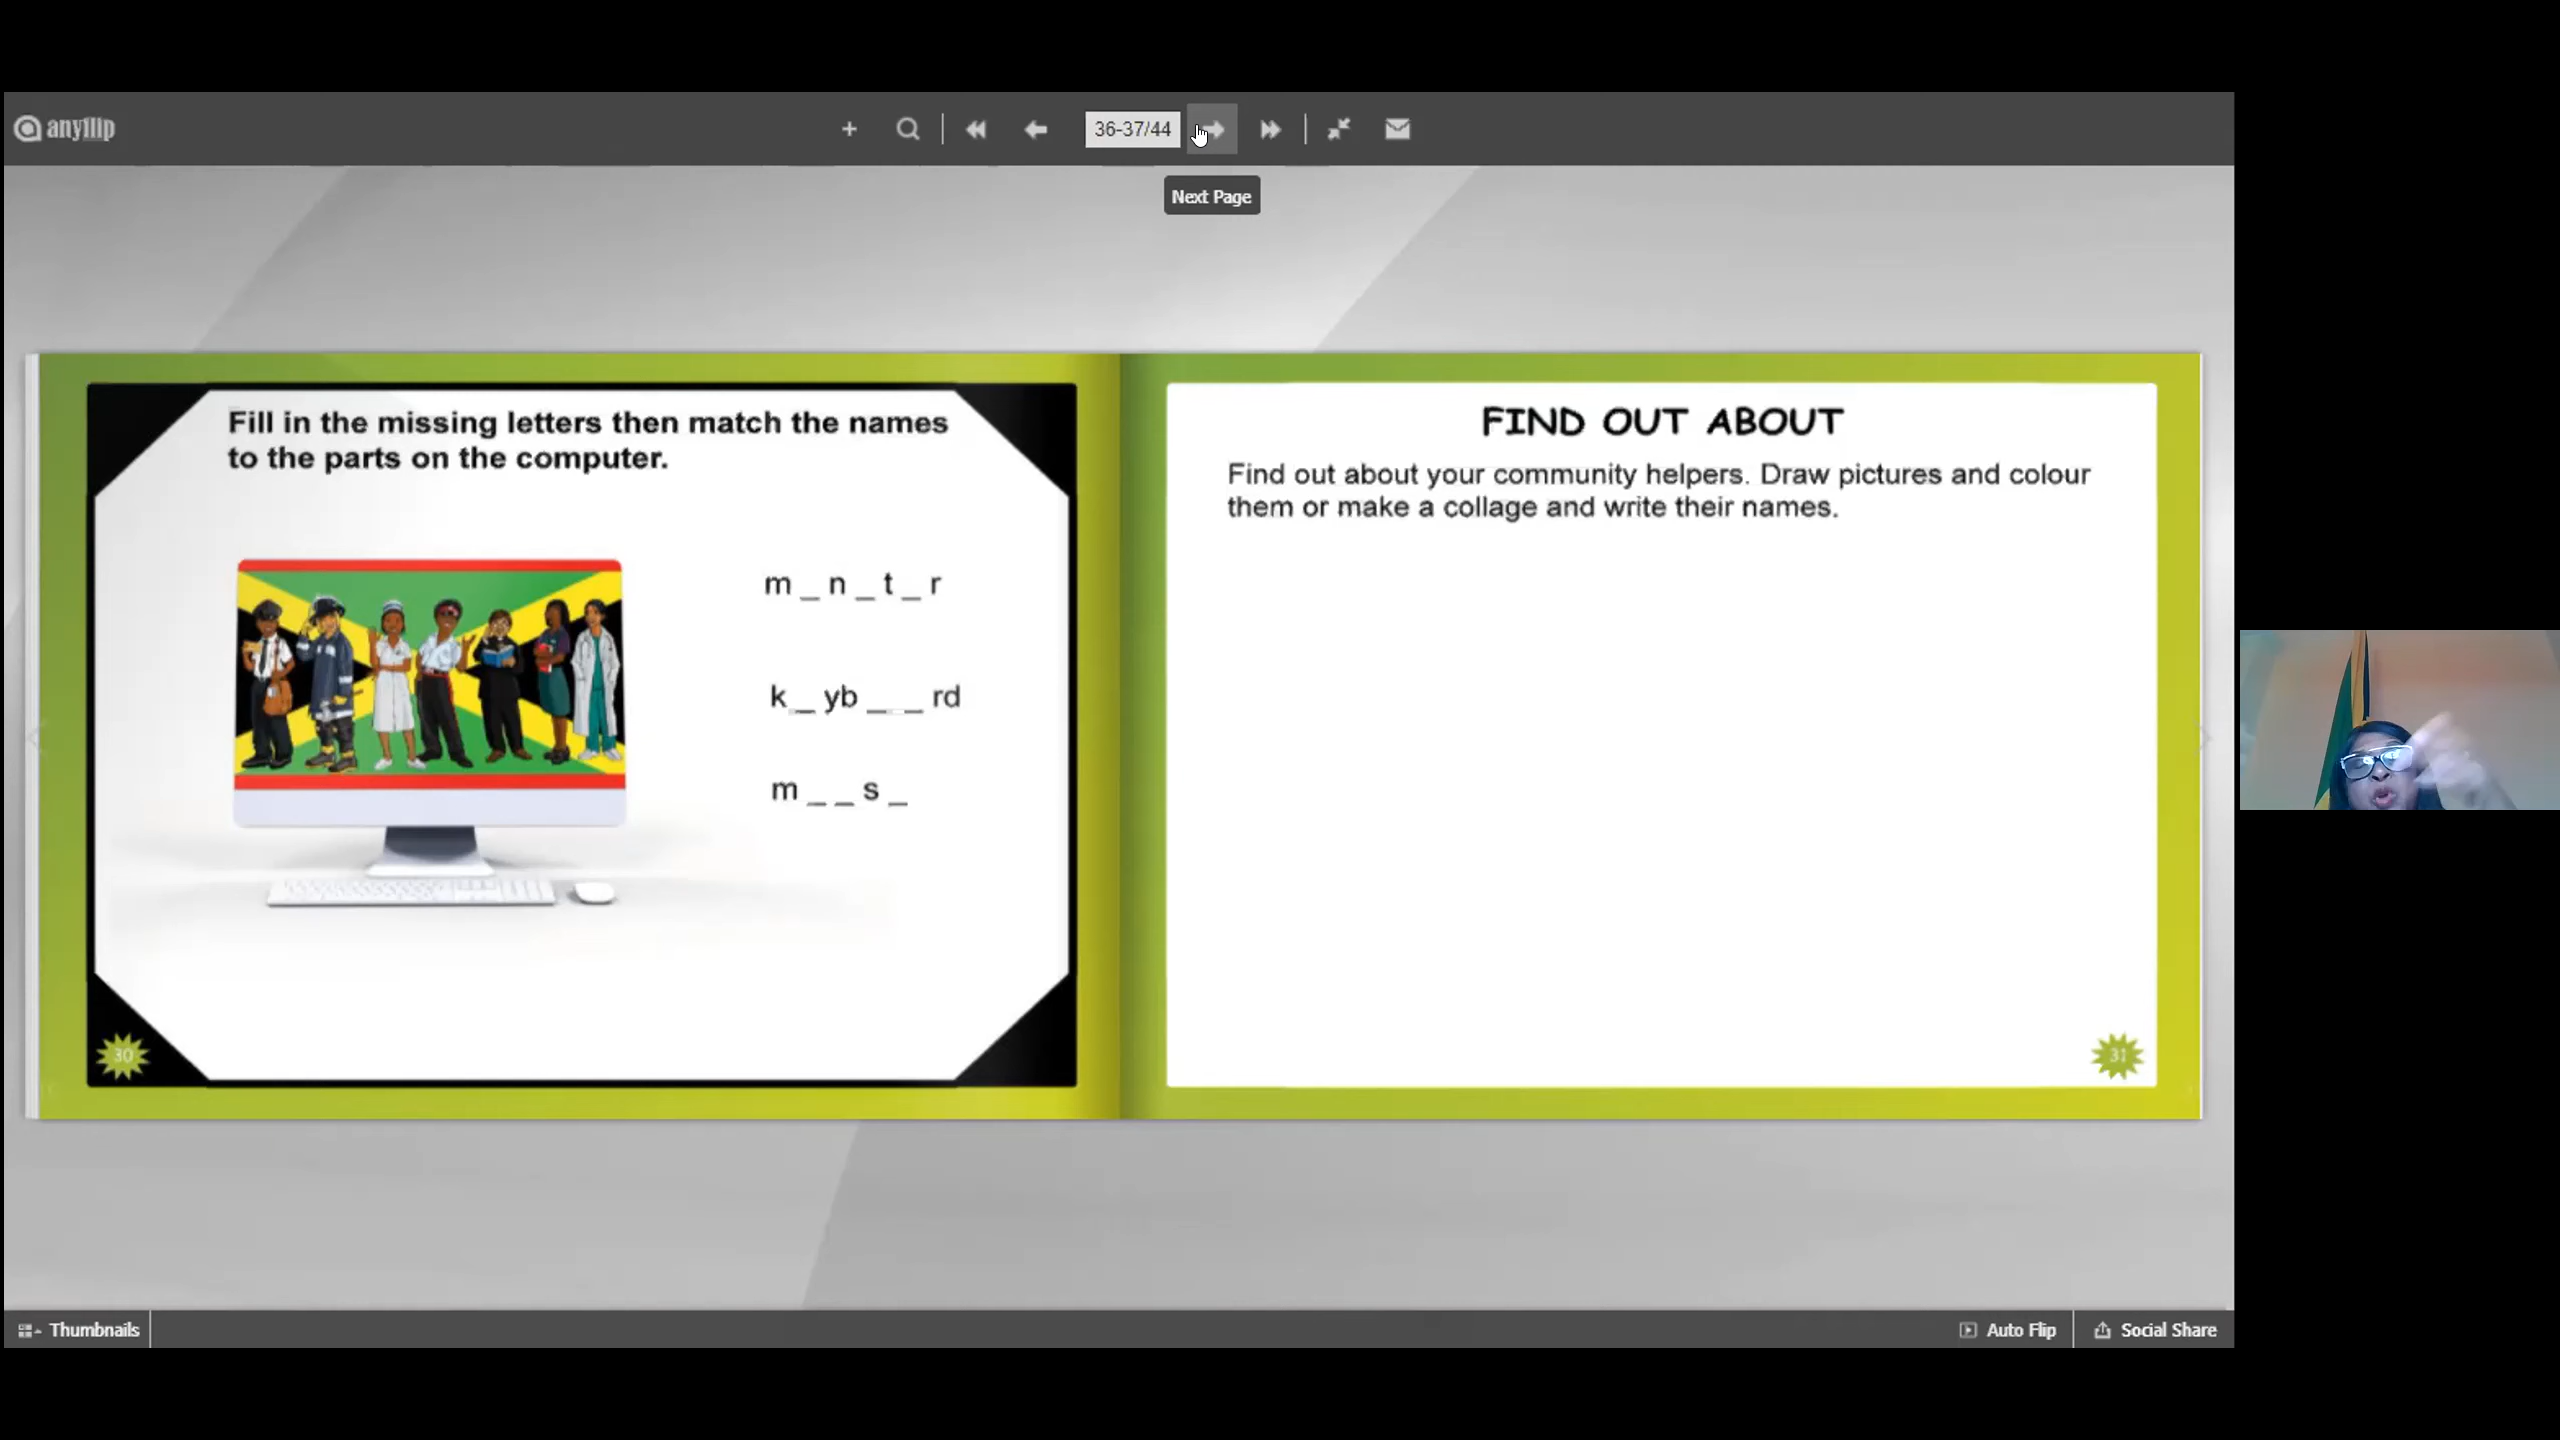 anyflip
36-37/44
Next Page
Fill in the missing letters then match the names
to the parts on the computer.
m _ n _ t _ r
k _ yb _ _ rd
m _ _ s _
30
FIND OUT ABOUT
Find out about your community helpers. Draw pictures and colour
them or make a collage and write their names.
31
Thumbnails
Auto Flip
Social Share